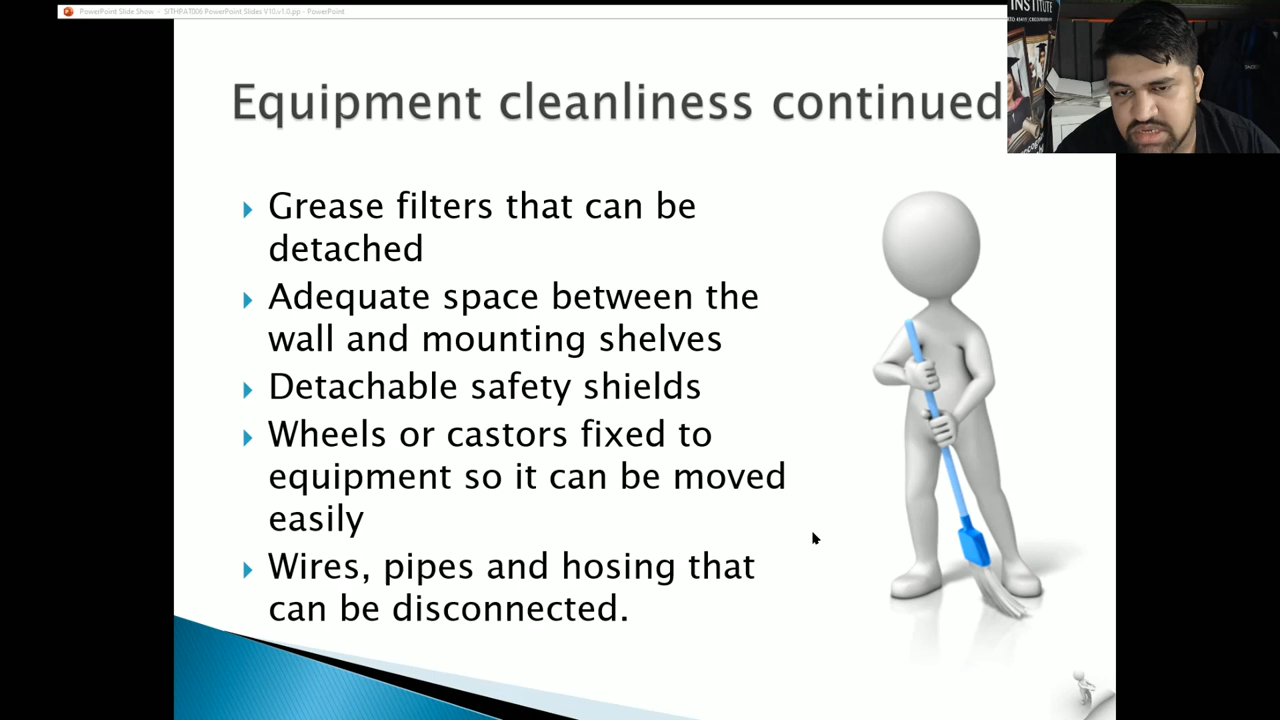 PowerPoint Slide Show - SITHPAT006 PowerPoint Slides V10.v1.0.pp - PowerPoint
INSTITUTE
Equipment cleanliness continued
Grease filters that can be
detached
Adequate space between the
wall and mounting shelves
Detachable safety shields
Wheels or castors fixed to
equipment so it can be moved
easily
Wires, pipes and hosing that
can be disconnected.